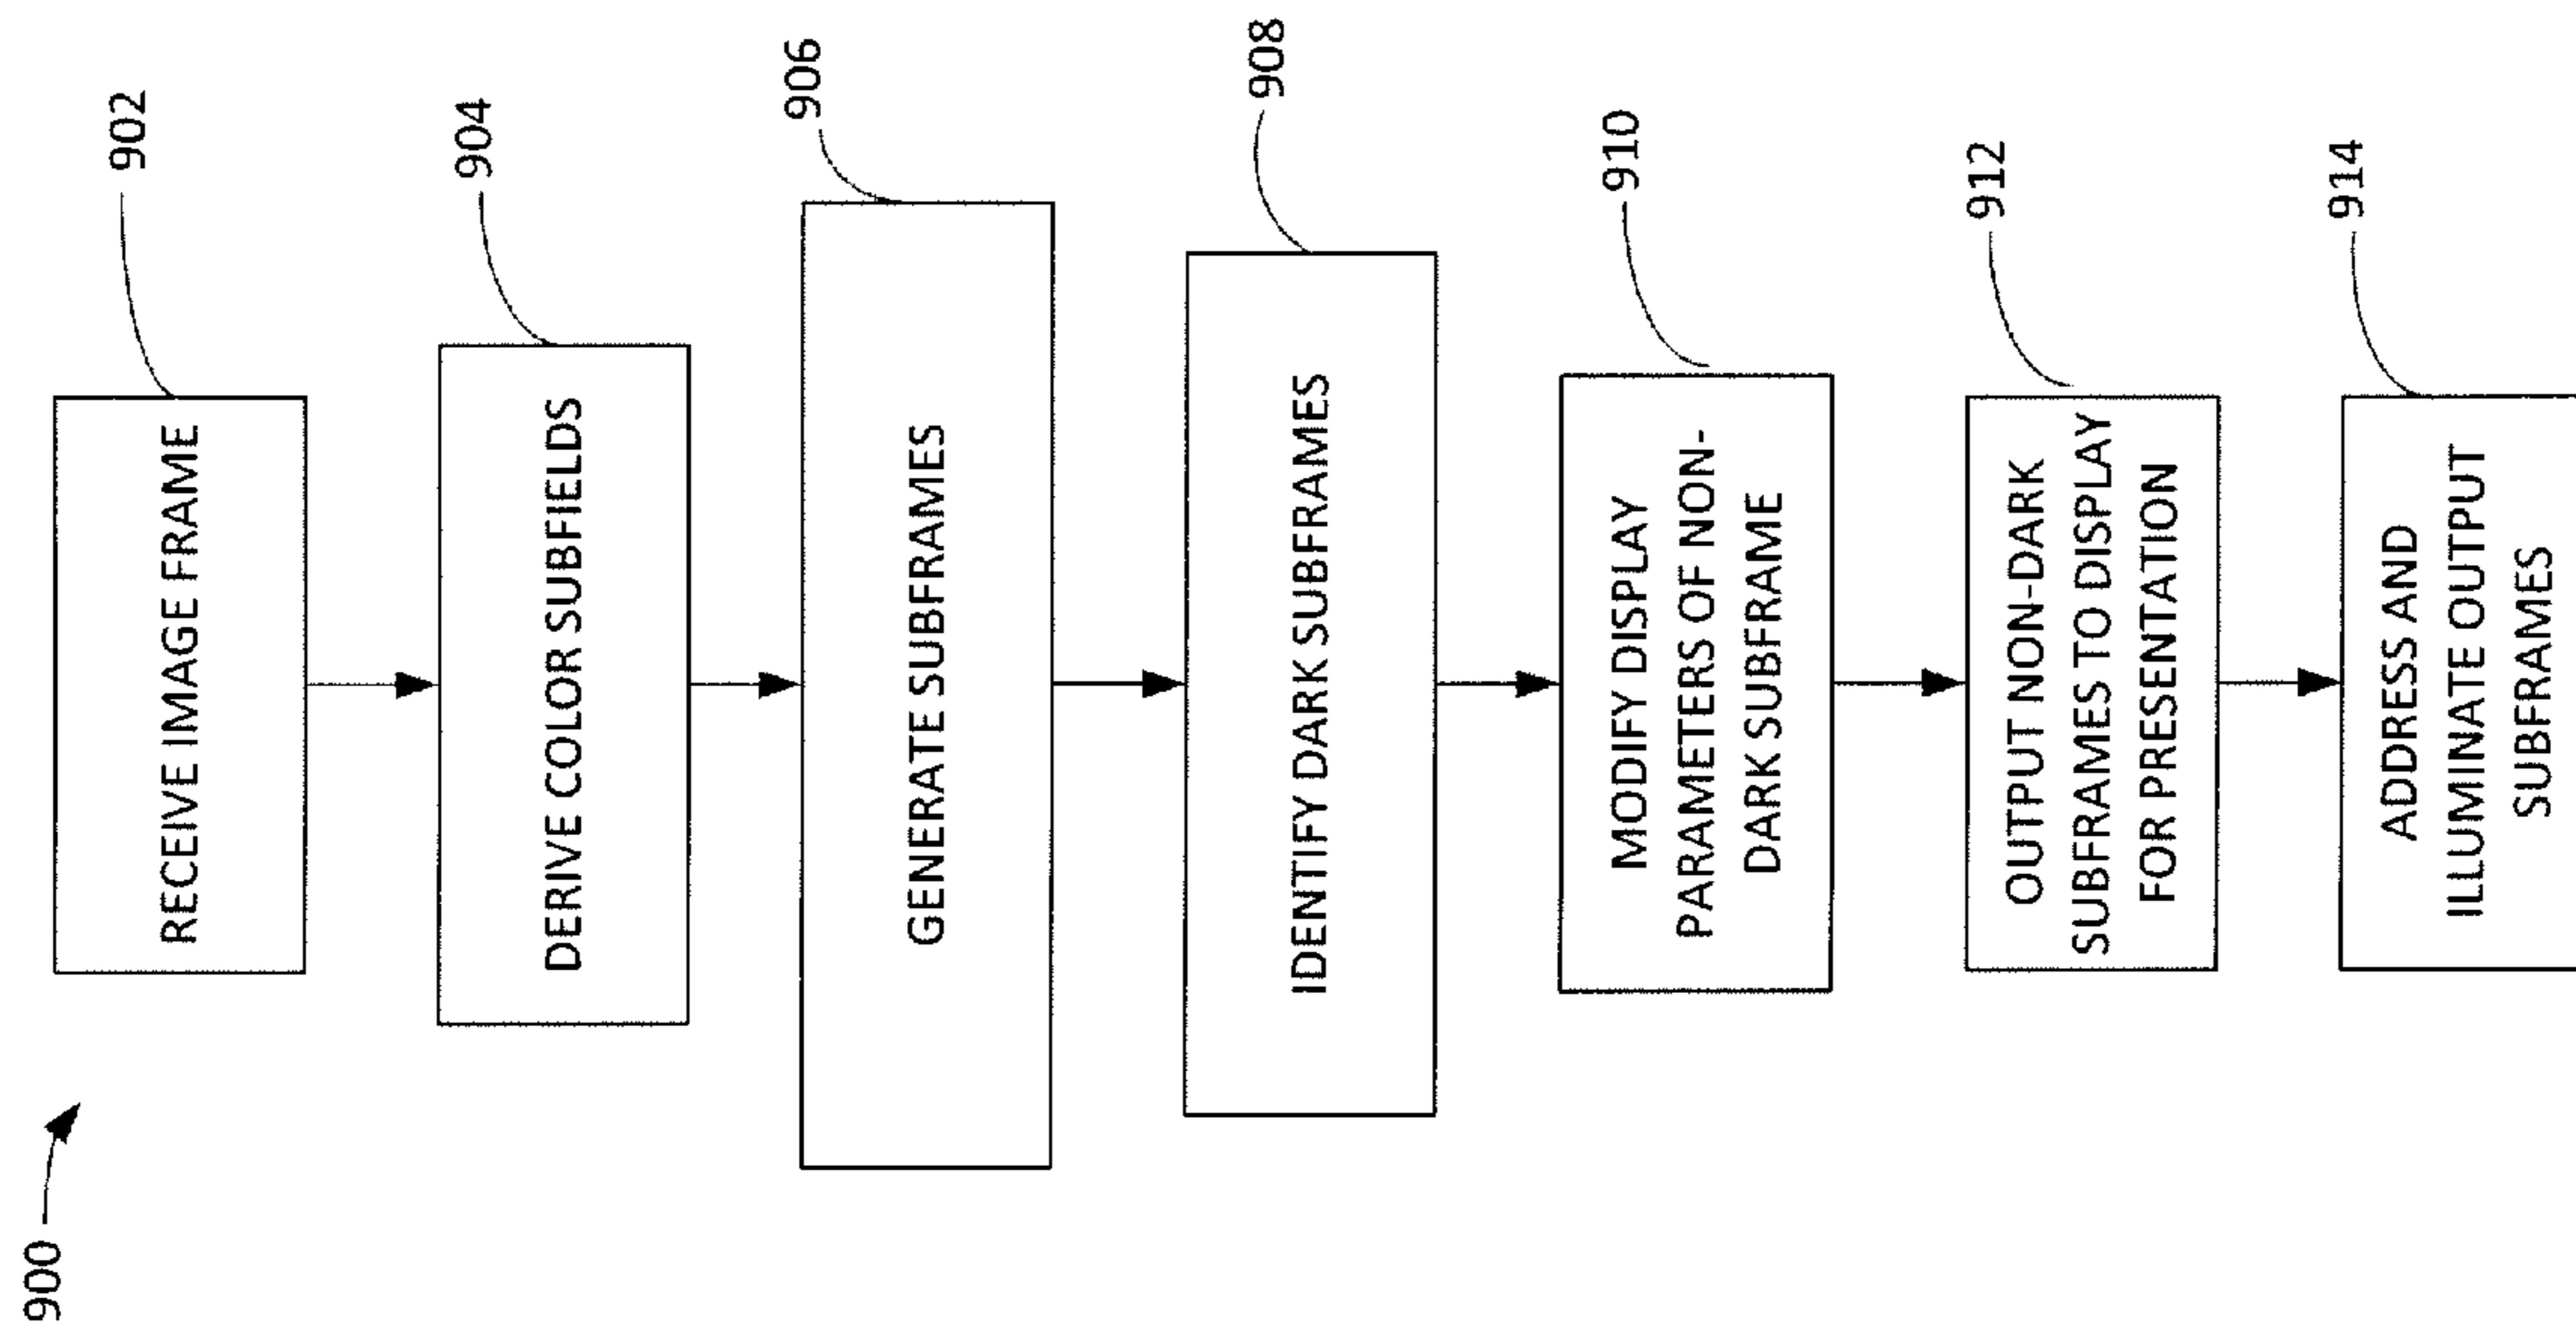 900
902
RECEIVE IMAGE FRAME
904
DERIVE COLOR SUBFIELDS
906
GENERATE SUBFRAMES
908
IDENTIFY DARK SUBFRAMES
910
MODIFY DISPLAY
PARAMETERS OF NON-
DARK SUBFRAME
912
OUTPUT NON-DARK
SUBFRAMES TO DISPLAY
FOR PRESENTATION
914
ADDRESS AND
ILLUMINATE OUTPUT
SUBFRAMES